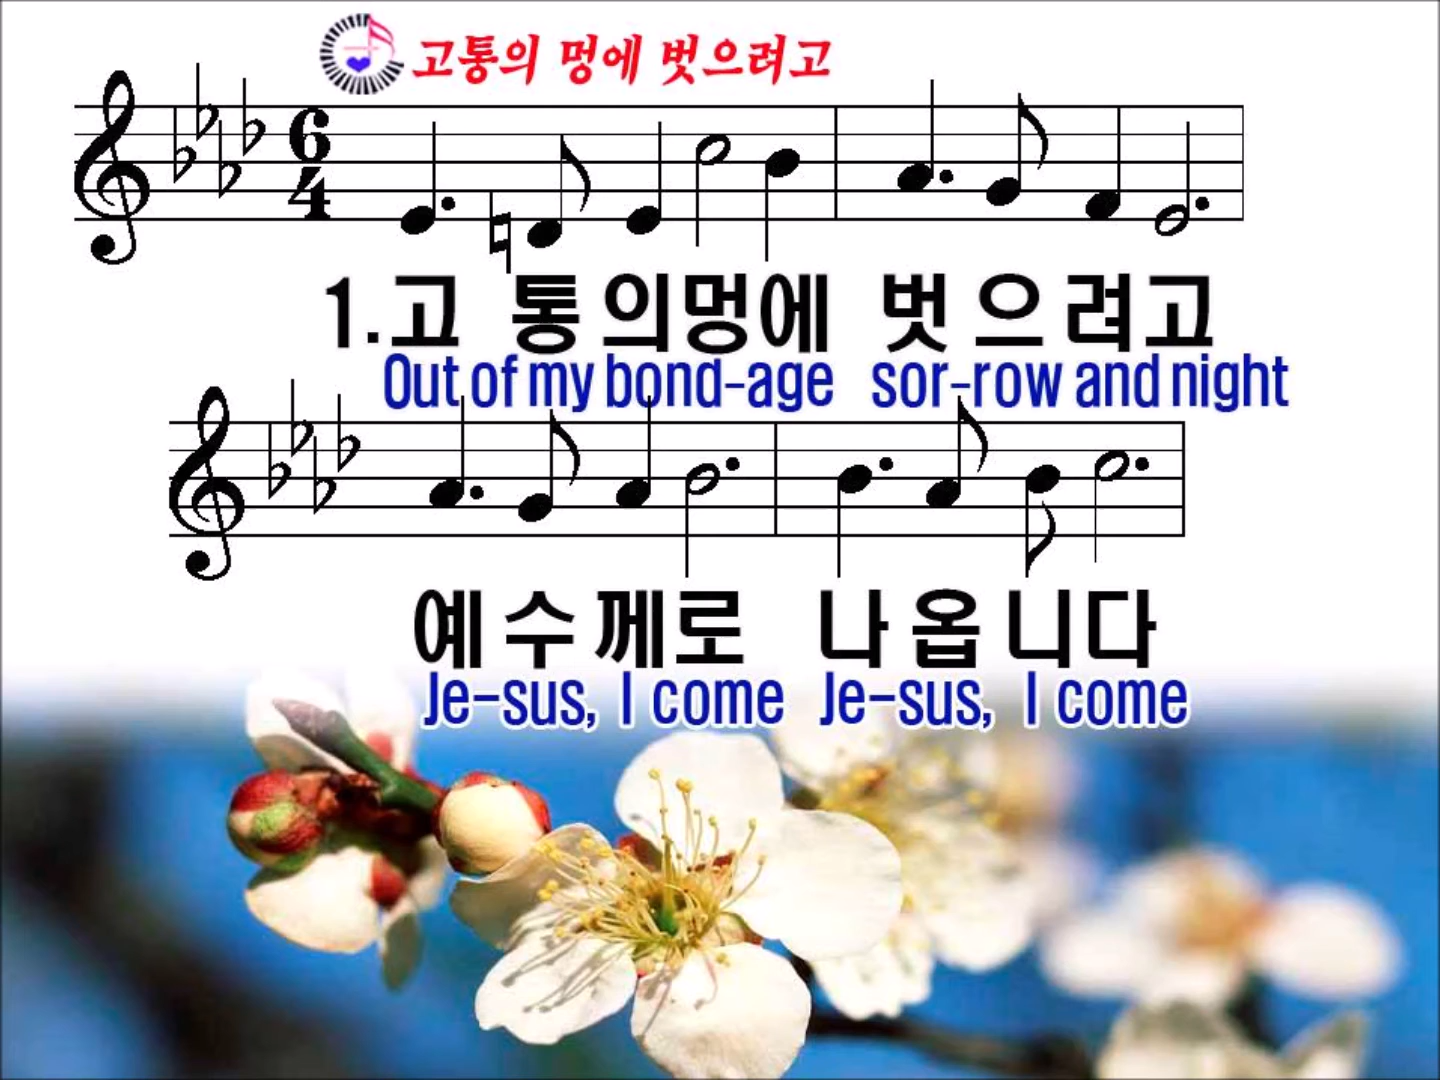 고통의 멍에 벗으려고
6
4
1.고 통의멍에 벗으려고
Out of my bond-age sor-row and night
예수께로 나옵니다
Je-sus, I come Je-sus, I come